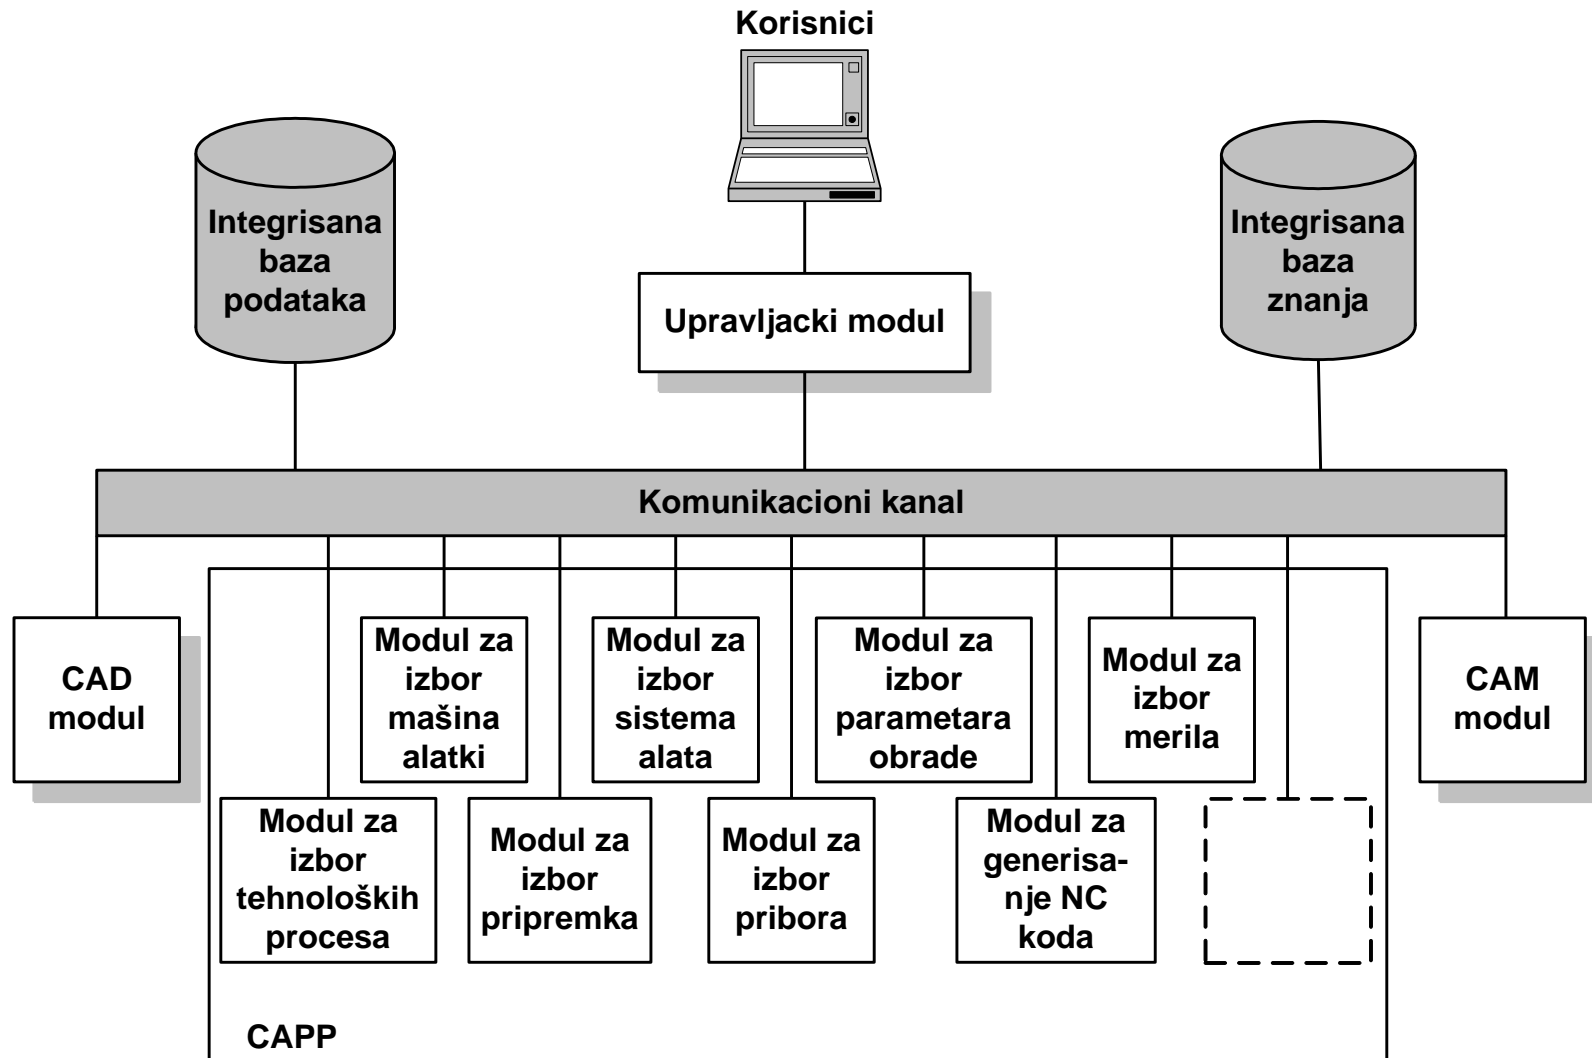 Korisnici
Integrisana
baza
podataka
Upravljacki modul
Integrisana
baza
znanja
Komunikacioni kanal
CAD
modul
Modul za
izbor
mašina
alatki
Modul za
izbor
sistema
alata
Modul za
izbor
parametara
obrade
Modul za
izbor
merila
CAM
modul
Modul za
izbor
tehnoloških
procesa
Modul za
izbor
pripremka
Modul za
izbor
pribora
Modul za
generisa-
nje NC
koda
CAPP